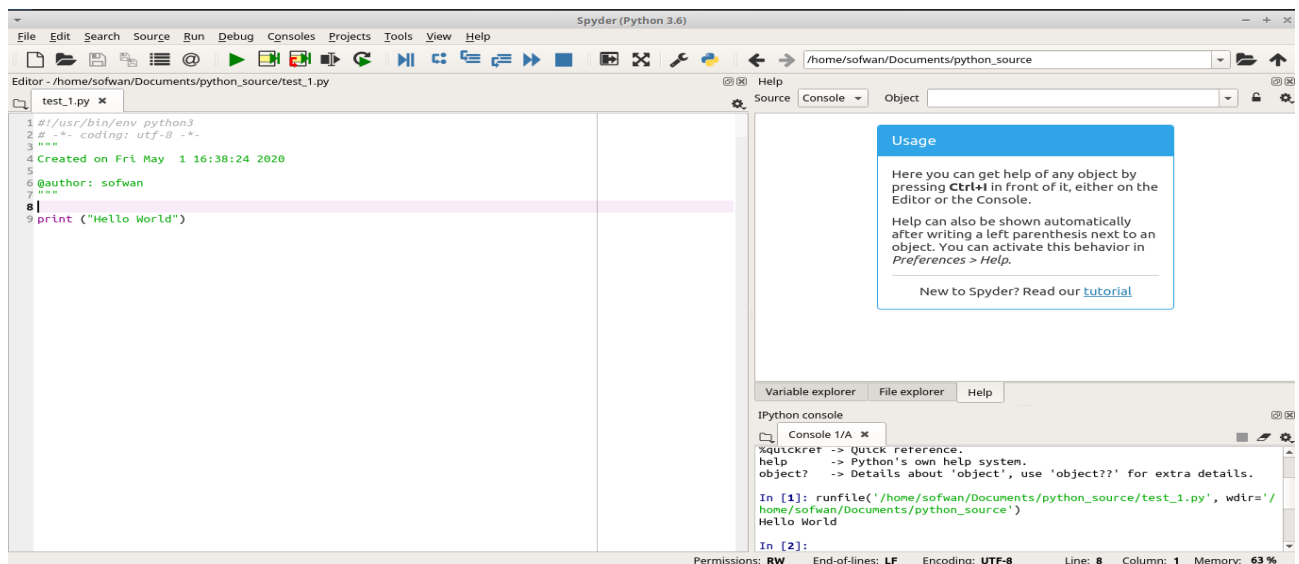 Spyder (Python 3.6)
File Edit Search Source Run Debug Consoles Projects Tools View Help
/home/sofwan/Documents/python_source
Editor - /home/sofwan/Documents/python_source/test_1.py
test_1.py
1 #!/usr/bin/env python3
2 # -*- coding: utf-8 -*-
3 """
4 Created on Fri May  1 16:38:24 2020
5
6 @author: sofwan
7 """
8
9 print ("Hello World")
Help
Source Console Object
Usage
Here you can get help of any object by
pressing Ctrl+I in front of it, either on the
Editor or the Console.
Help can also be shown automatically
after writing a left parenthesis next to an
object. You can activate this behavior in
Preferences > Help.
New to Spyder? Read our tutorial
Variable explorer File explorer Help
IPython console
Console 1/A
%quickref -> Quick reference.
help      -> Python's own help system.
object?   -> Details about 'object', use 'object??' for extra details.
In [1]: runfile('/home/sofwan/Documents/python_source/test_1.py', wdir='/
home/sofwan/Documents/python_source')
Hello World
In [2]:
Permissions: RW End-of-lines: LF Encoding: UTF-8 Line: 8 Column: 1 Memory: 63 %